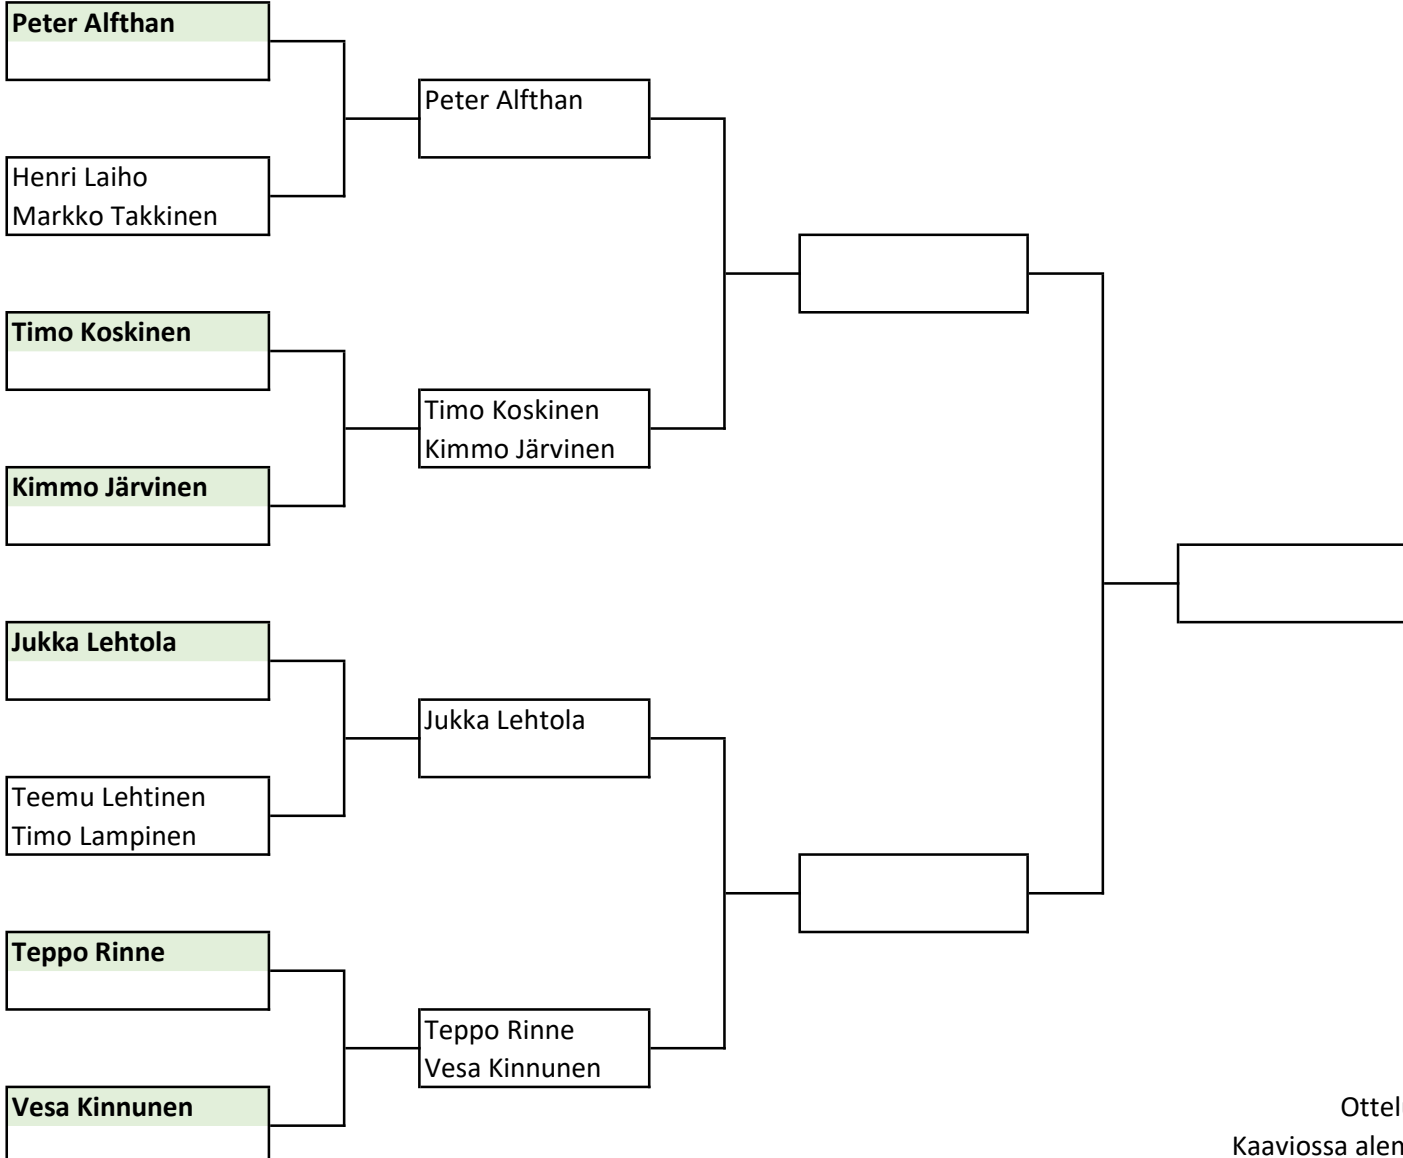 Peter Alfthan
Peter Alfthan
Henri Laiho
Markko Takkinen
Timo Koskinen
Timo Koskinen
Kimmo Järvinen
Kimmo Järvinen
Jukka Lehtola
Jukka Lehtola
Teemu Lehtinen
Timo Lampinen
Teppo Rinne
Teppo Rinne
Vesa Kinnunen
Vesa Kinnunen
Kaaviossa